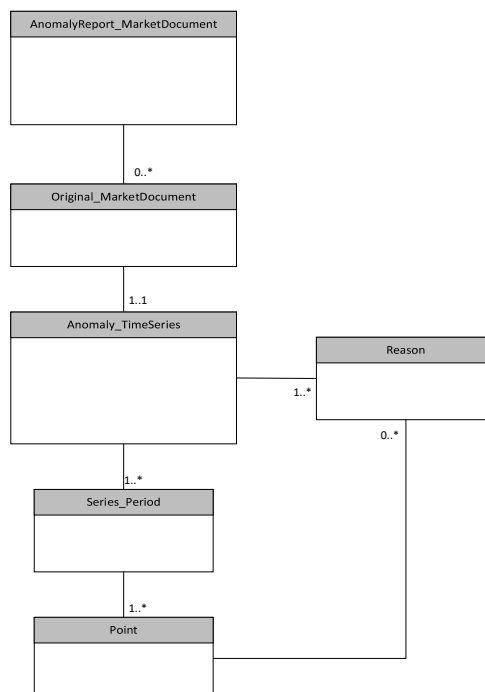 AnomalyReport_MarketDocument
0..*
Original_MarketDocument
1..1
Anomaly_TimeSeries
Reason
1..*
0..*
1..*
Series_Period
1..*
Point